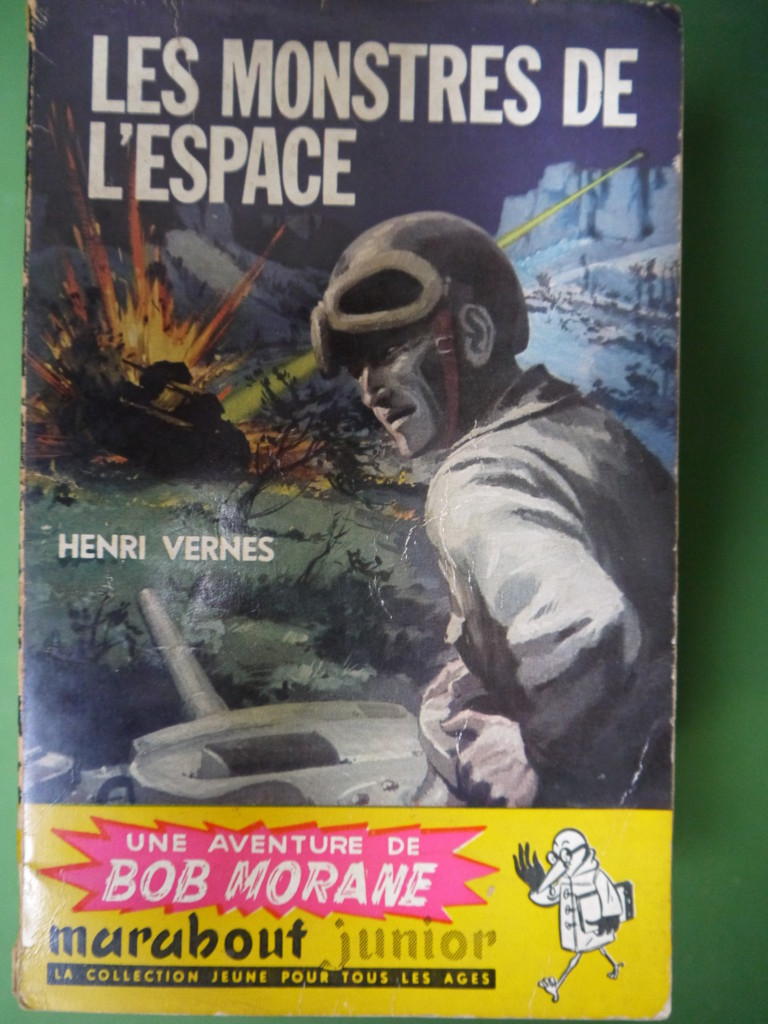 LES MONSTRES DE
L'ESPACE
HENRI VERNES
UNE AVENTURE DE
BOB MORANE
marabout junior
LA COLLECTION JEUNE POUR TOUS LES AGES